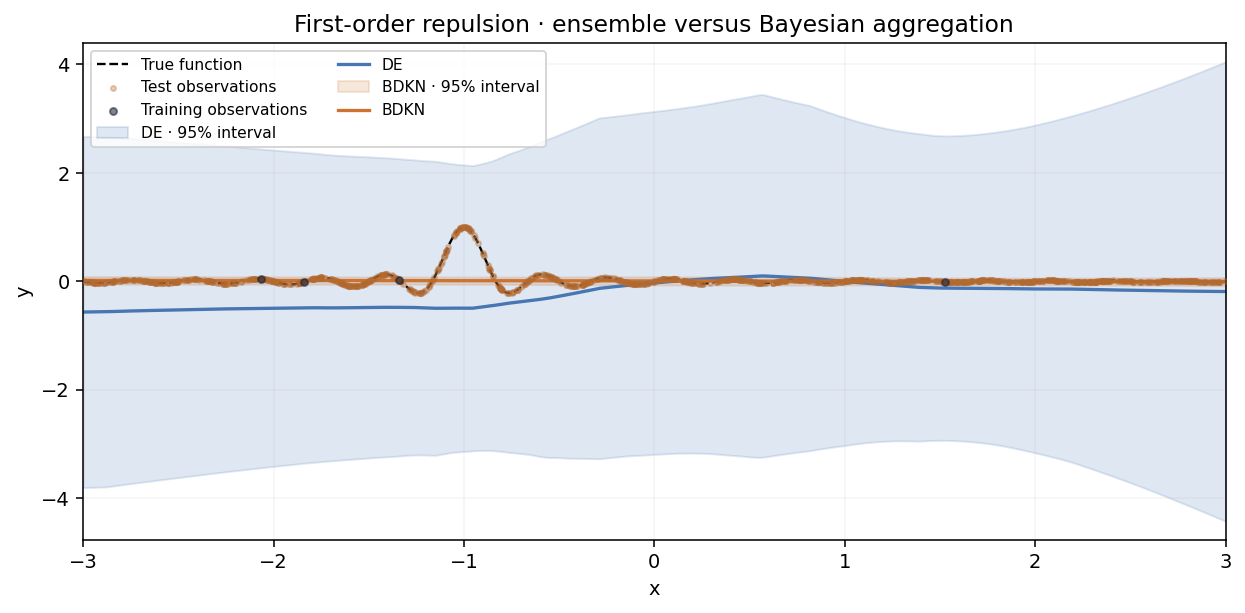 First-order repulsion · ensemble versus Bayesian aggregation
True function
Test observations
Training observations
DE · 95% interval
DE
BDKN · 95% interval
BDKN
4
2
0
−2
−4
y
−3
−2
−1
0
1
2
3
x